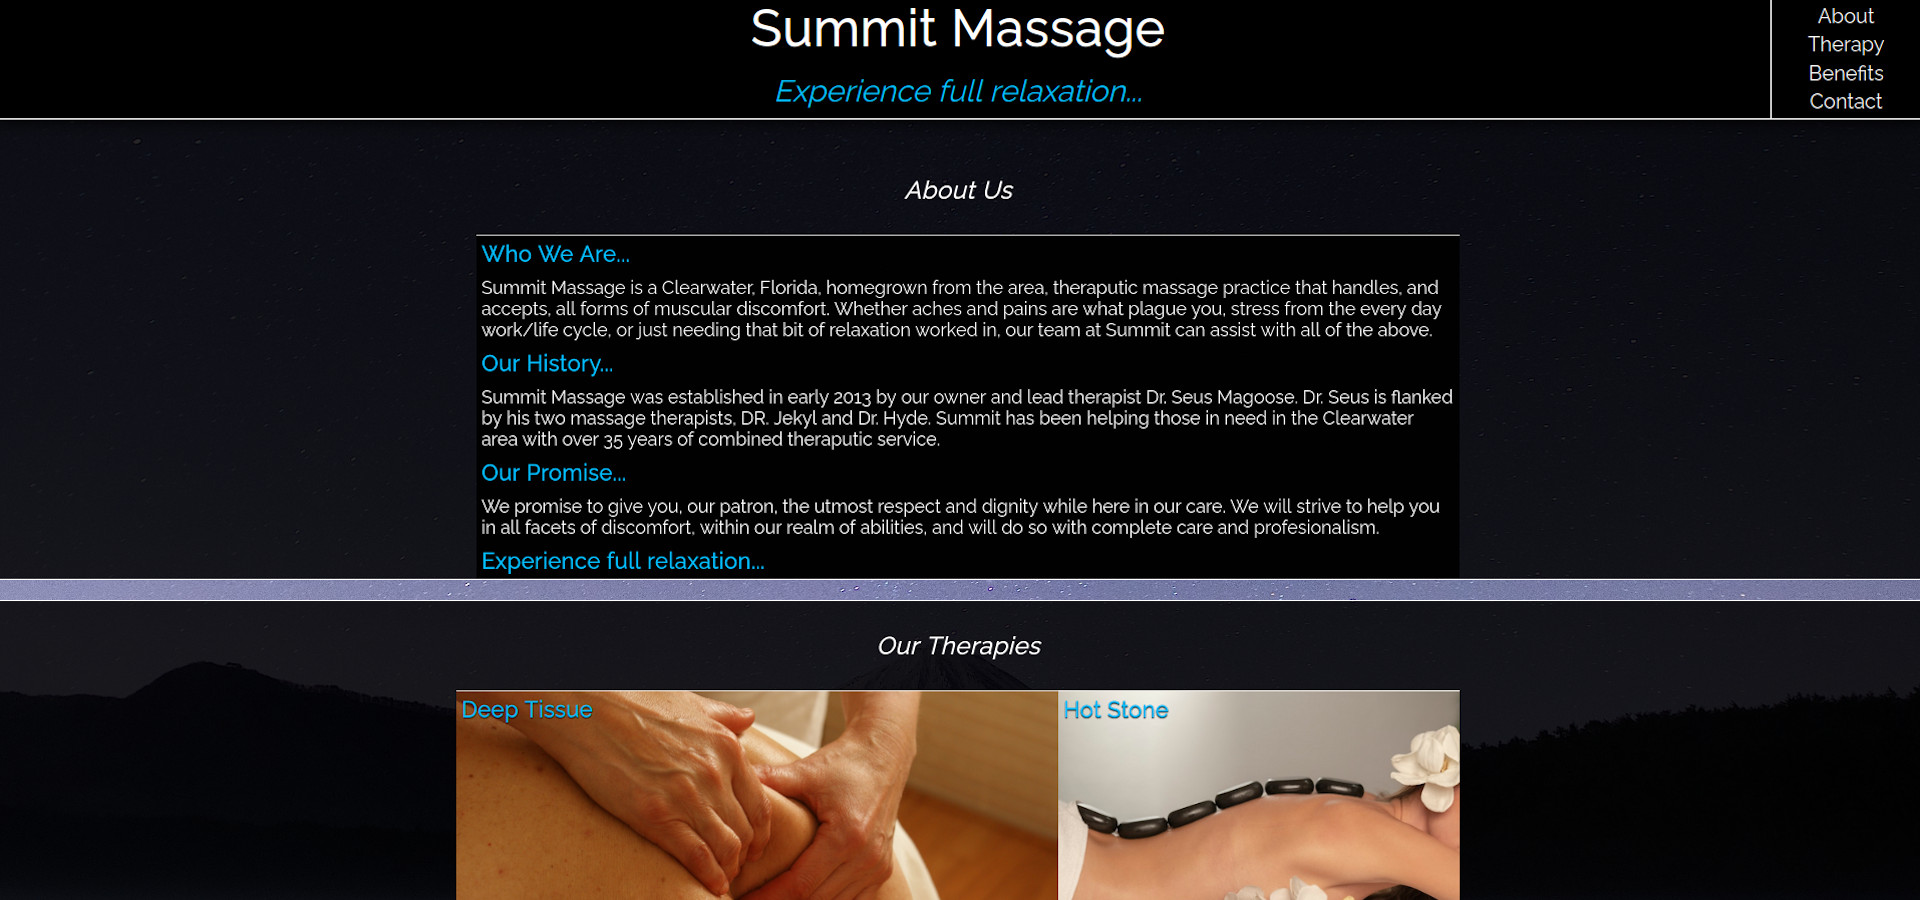 Summit Massage
Experience full relaxation...
About
Therapy
Benefits
Contact
About Us
Who We Are...
Summit Massage is a Clearwater, Florida, homegrown from the area, theraputic massage practice that handles, and
accepts, all forms of muscular discomfort. Whether aches and pains are what plague you, stress from the every day
work/life cycle, or just needing that bit of relaxation worked in, our team at Summit can assist with all of the above.
Our History...
Summit Massage was established in early 2013 by our owner and lead therapist Dr. Seus Magoose. Dr. Seus is flanked
by his two massage therapists, DR. Jekyl and Dr. Hyde. Summit has been helping those in need in the Clearwater
area with over 35 years of combined theraputic service.
Our Promise...
We promise to give you, our patron, the utmost respect and dignity while here in our care. We will strive to help you
in all facets of discomfort, within our realm of abilities, and will do so with complete care and profesionalism.
Experience full relaxation...
Our Therapies
Deep Tissue
Hot Stone